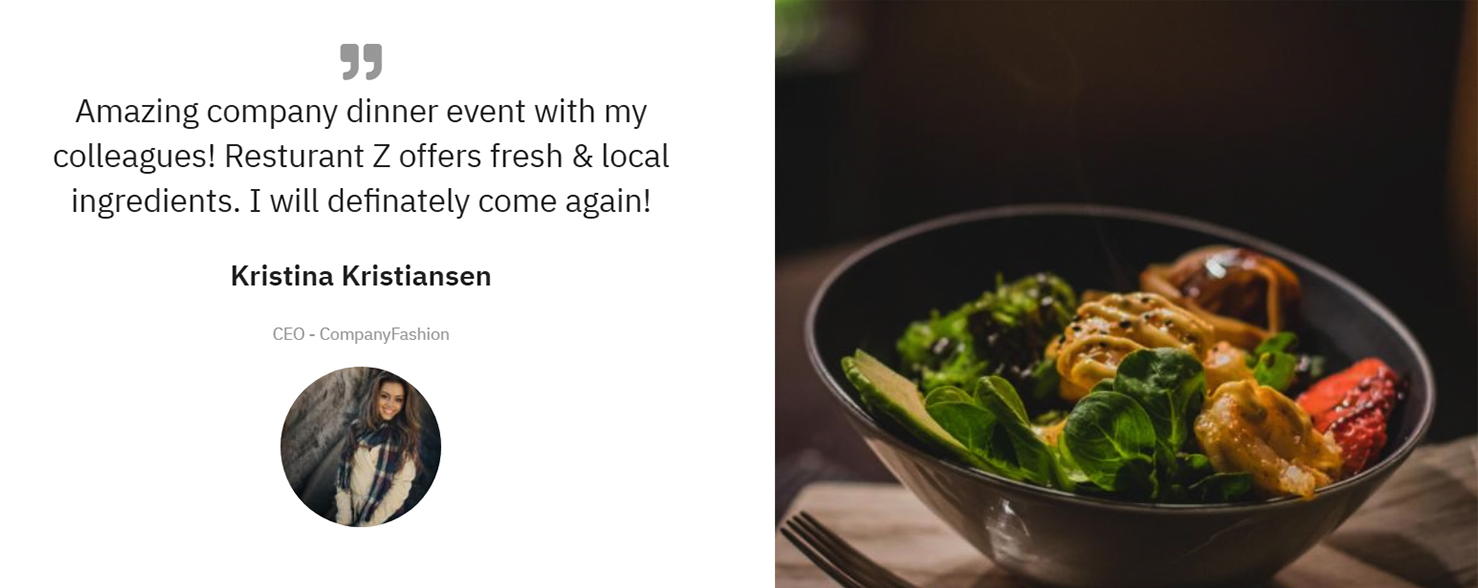 ”
Amazing company dinner event with my
colleagues! Resturant Z offers fresh & local
ingredients. I will definately come again!
Kristina Kristiansen
CEO - CompanyFashion